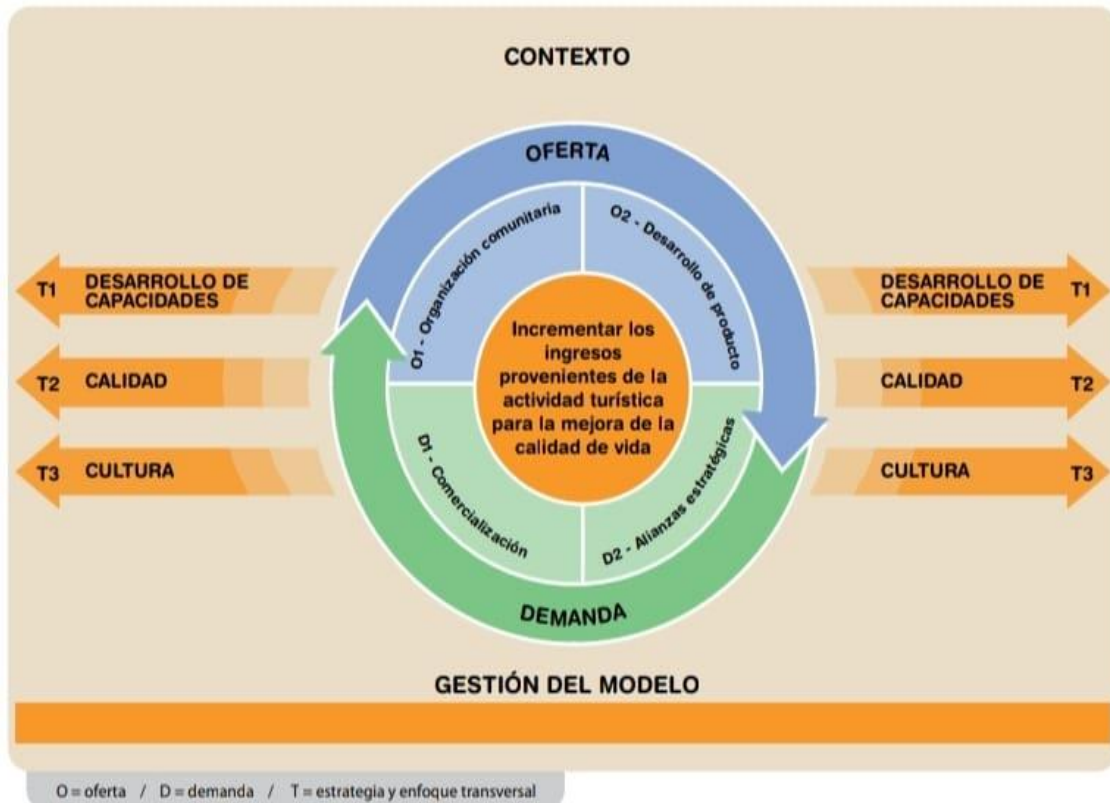 CONTEXTO
OFERTA
O1 - Organización comunitaria
O2 - Desarrollo de producto
T1 DESARROLLO DE
CAPACIDADES
T2 CALIDAD
T3 CULTURA
Incrementar los
ingresos
provenientes de la
actividad turística
para la mejora de la
calidad de vida
DESARROLLO DE
CAPACIDADES T1
CALIDAD T2
CULTURA T3
D1 - Comercialización
D2 - Alianzas estratégicas
DEMANDA
GESTIÓN DEL MODELO
O = oferta / D = demanda / T = estrategia y enfoque transversal